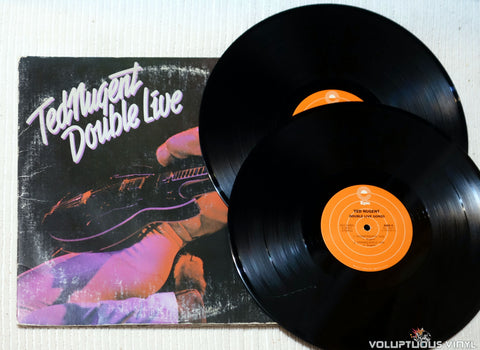 Ted Nugent
Double Live
Epic
TED NUGENT
DOUBLE LIVE GONZO
VOLUPTUOUS VINYL